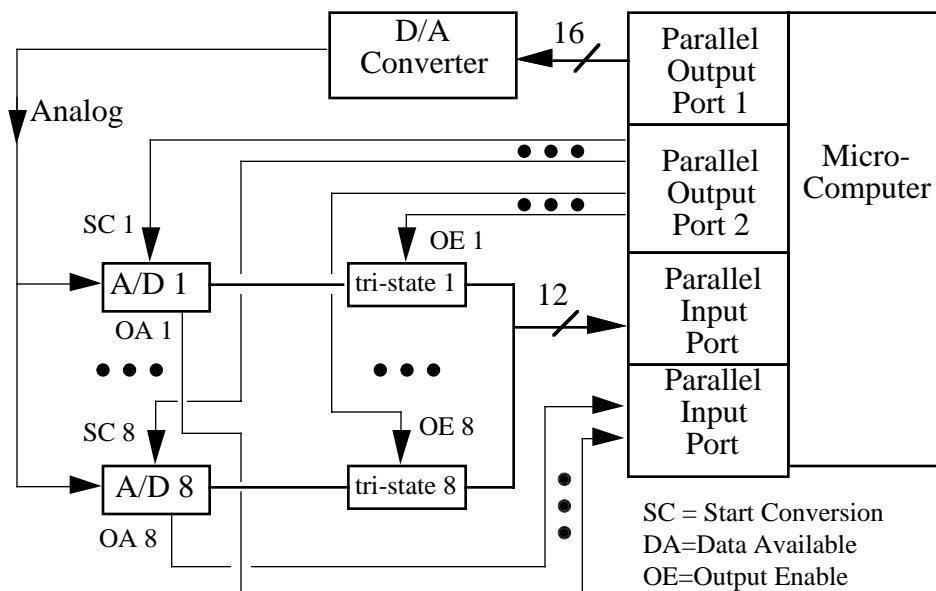 D/A
Converter
16
Parallel
Output
Port 1
Micro-
Computer
Analog
Parallel
Output
Port 2
SC 1
OE 1
A/D 1
tri-state 1
12
Parallel
Input
Port
OA 1
Parallel
Input
Port
SC 8
OE 8
A/D 8
tri-state 8
OA 8
SC = Start Conversion
DA=Data Available
OE=Output Enable